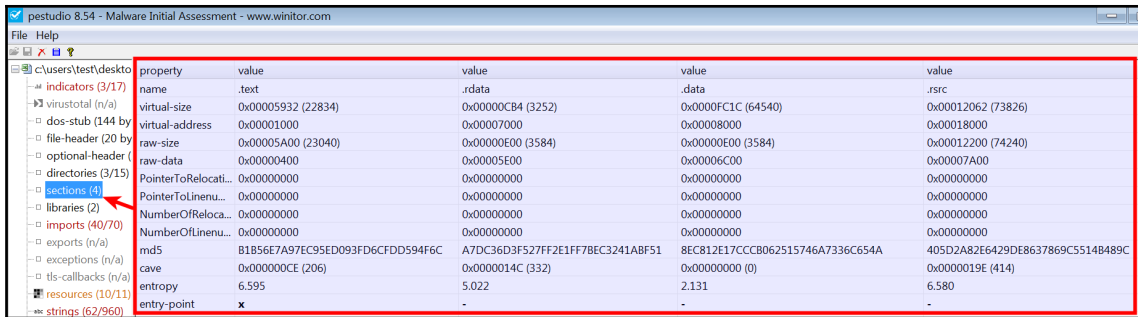 pestudio 8.54 - Malware Initial Assessment - www.winitor.com
File Help
c:\users\test\deskto
indicators (3/17)
virustotal (n/a)
dos-stub (144 by
file-header (20 by
optional-header (
directories (3/15)
sections (4)
libraries (2)
imports (40/70)
exports (n/a)
exceptions (n/a)
tls-callbacks (n/a)
resources (10/11)
abc strings (62/960)
property value value value value
name .text .rdata .data .rsrc
virtual-size 0x00005932 (22834) 0x00000CB4 (3252) 0x0000FC1C (64540) 0x00012062 (73826)
virtual-address 0x00001000 0x00007000 0x00008000 0x00018000
raw-size 0x00005A00 (23040) 0x00000E00 (3584) 0x00000E00 (3584) 0x00012200 (74240)
raw-data 0x00000400 0x00005E00 0x00006C00 0x00007A00
PointerToRelocati... 0x00000000 0x00000000 0x00000000 0x00000000
PointerToLinenu... 0x00000000 0x00000000 0x00000000 0x00000000
NumberOfReloca... 0x00000000 0x00000000 0x00000000 0x00000000
NumberOfLinenu... 0x00000000 0x00000000 0x00000000 0x00000000
md5 B1B56E7A97EC95ED093FD6CFDD594F6C A7DC36D3F527FF2E1FF7BEC3241ABF51 8EC812E17CCCB062515746A7336C654A 405D2A82E6429DE8637869C5514B489C
cave 0x000000CE (206) 0x0000014C (332) 0x00000000 (0) 0x0000019E (414)
entropy 6.595 5.022 2.131 6.580
entry-point x - - -